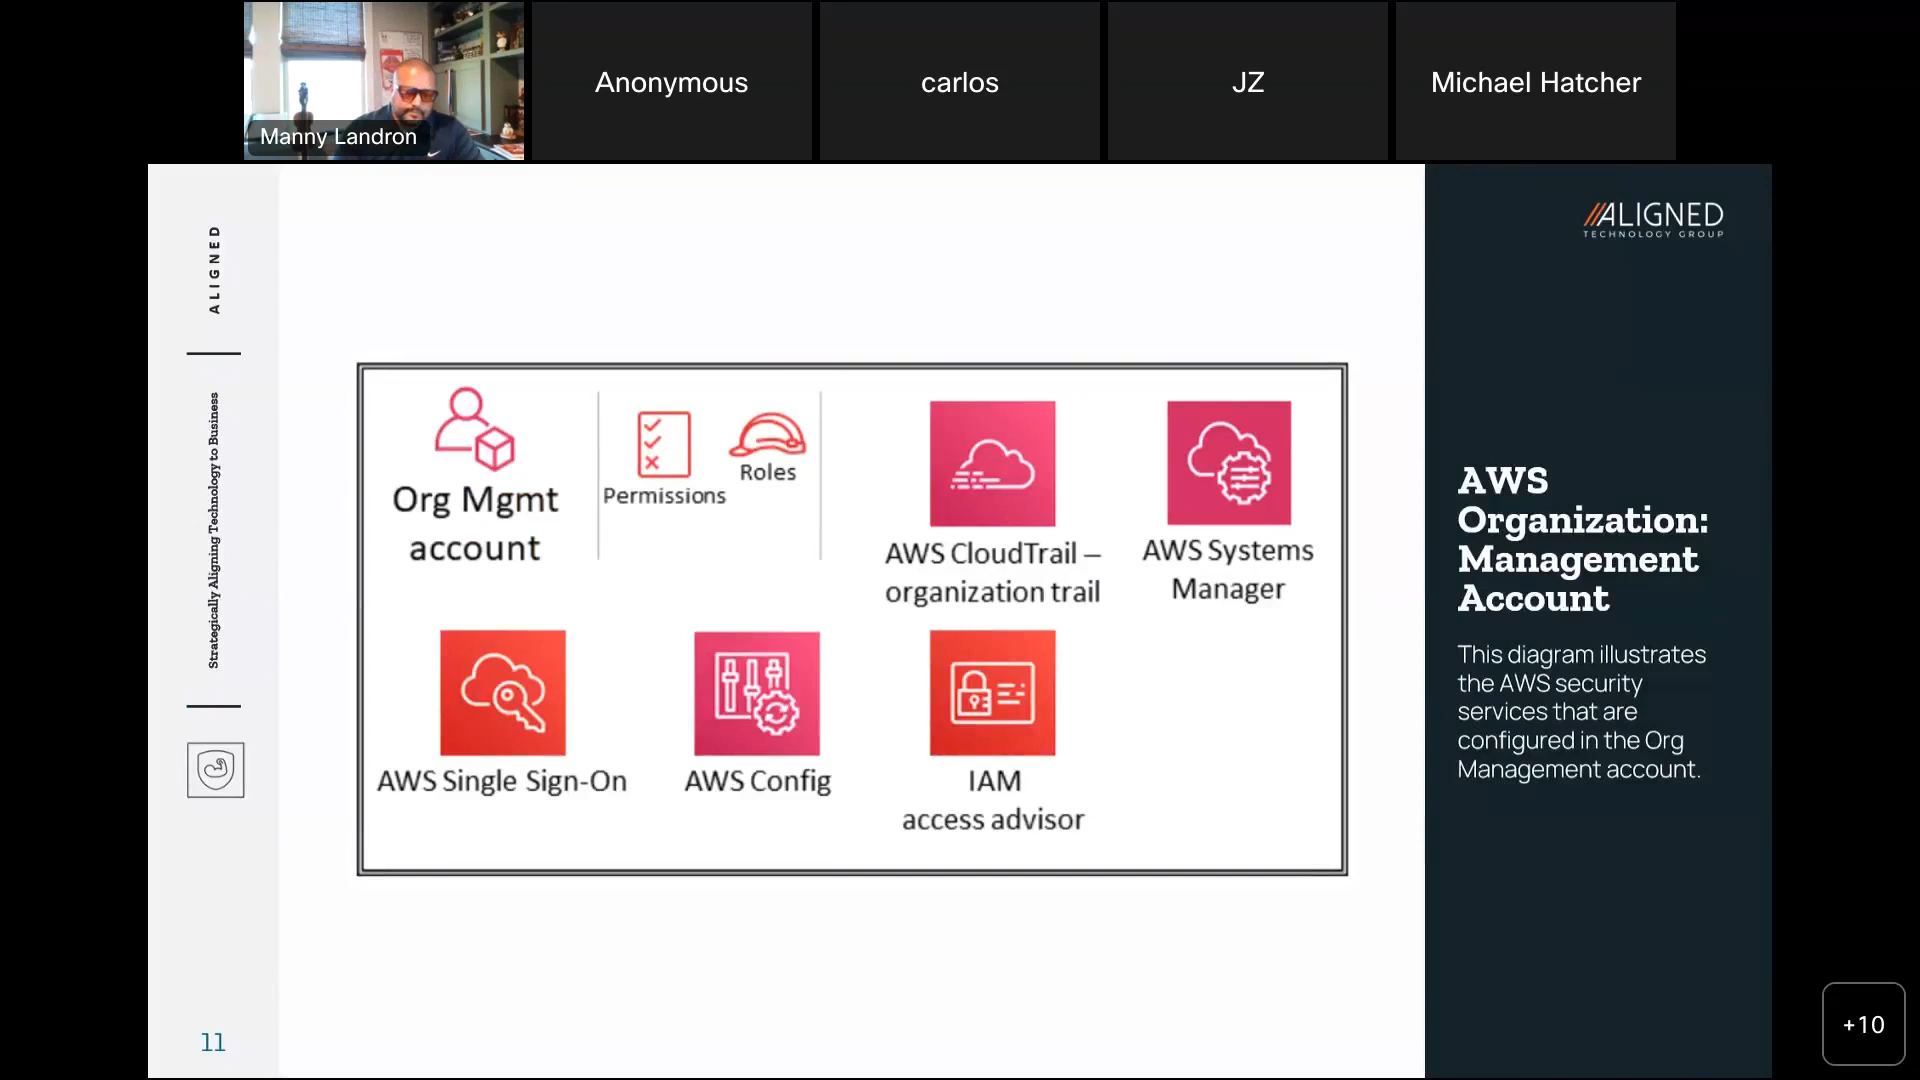 Manny Landron
Anonymous
carlos
JZ
Michael Hatcher
ALIGNED
Strategically Aligning Technology to Business
11
Org Mgmt
account
Permissions
Roles
AWS CloudTrail –
organization trail
AWS Systems
Manager
AWS Single Sign-On
AWS Config
IAM
access advisor
ALIGNED
TECHNOLOGY GROUP
AWS
Organization:
Management
Account
This diagram illustrates
the AWS security
services that are
configured in the Org
Management account.
+10